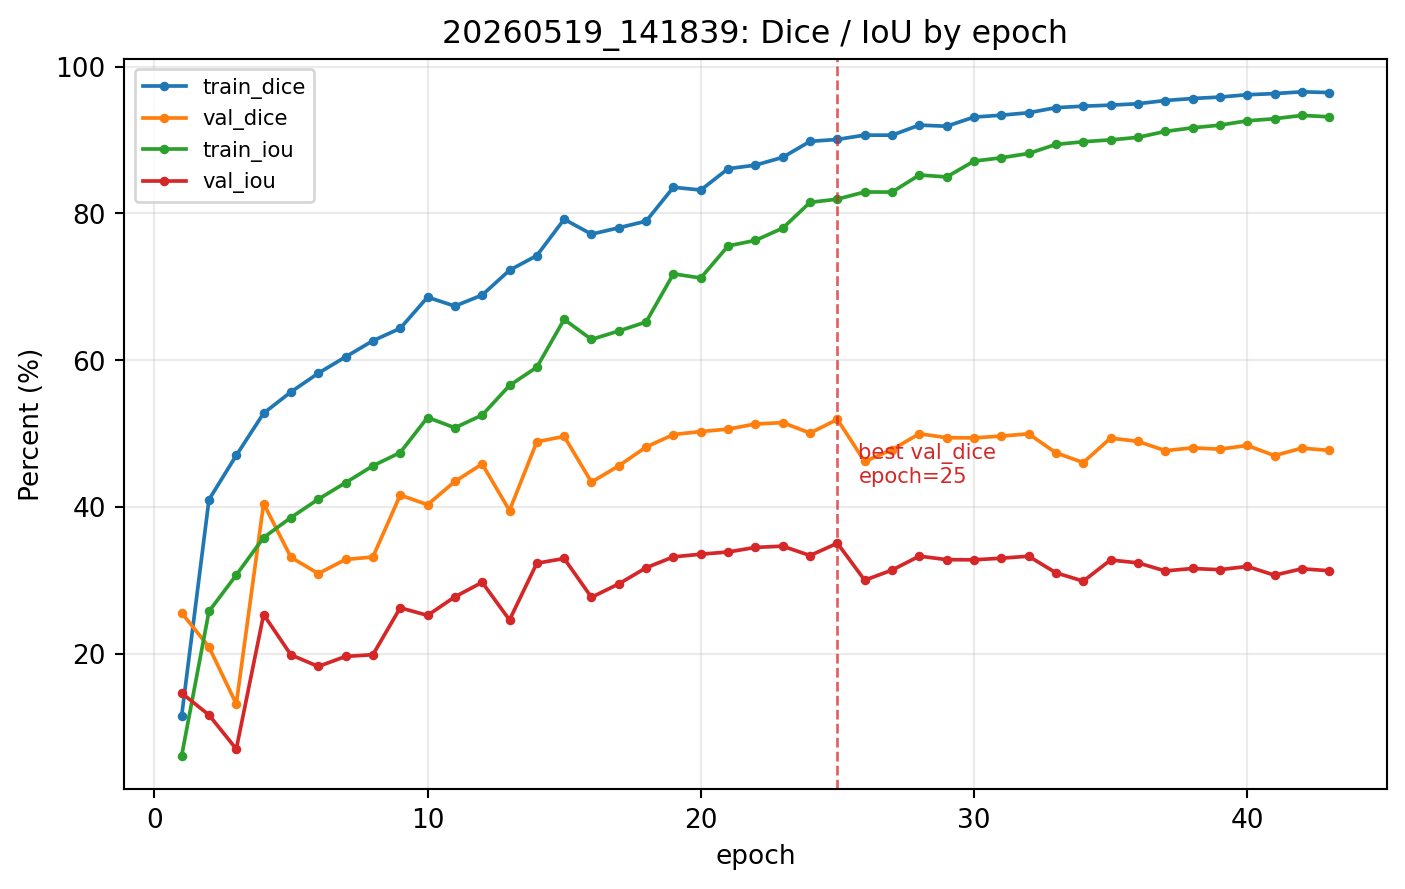 20260519_141839: Dice / IoU by epoch
100
80
60
40
20
Percent (%)
train_dice
val_dice
train_iou
val_iou
best val_dice
epoch=25
0
10
20
30
40
epoch